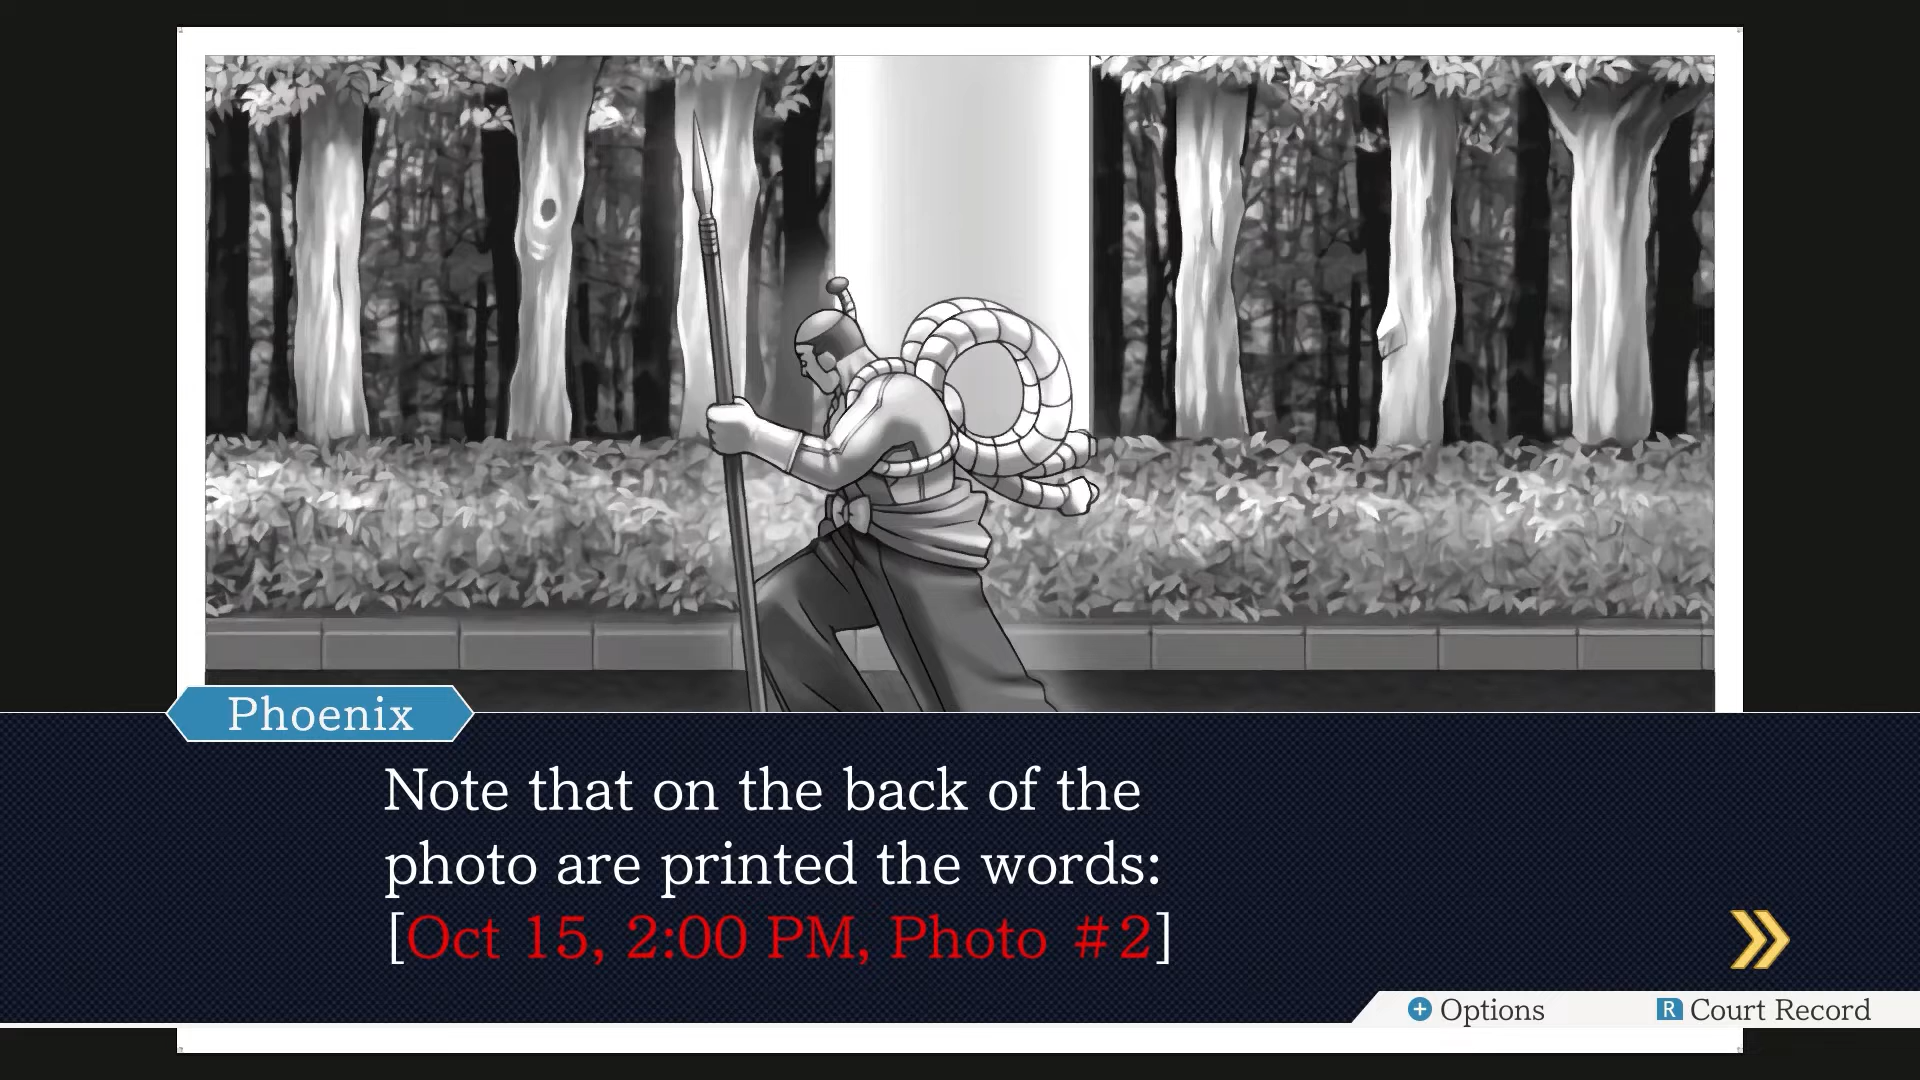 Phoenix
Note that on the back of the
photo are printed the words:
[Oct 15, 2:00 PM, Photo #2]
+ Options
R Court Record